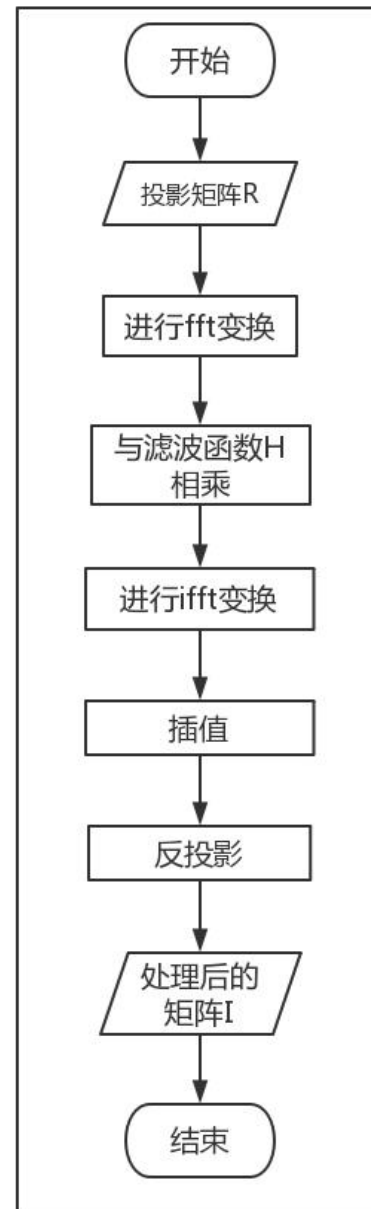 开始
投影矩阵R
进行fft变换
与滤波函数H
相乘
进行ifft变换
插值
反投影
处理后的
矩阵I
结束